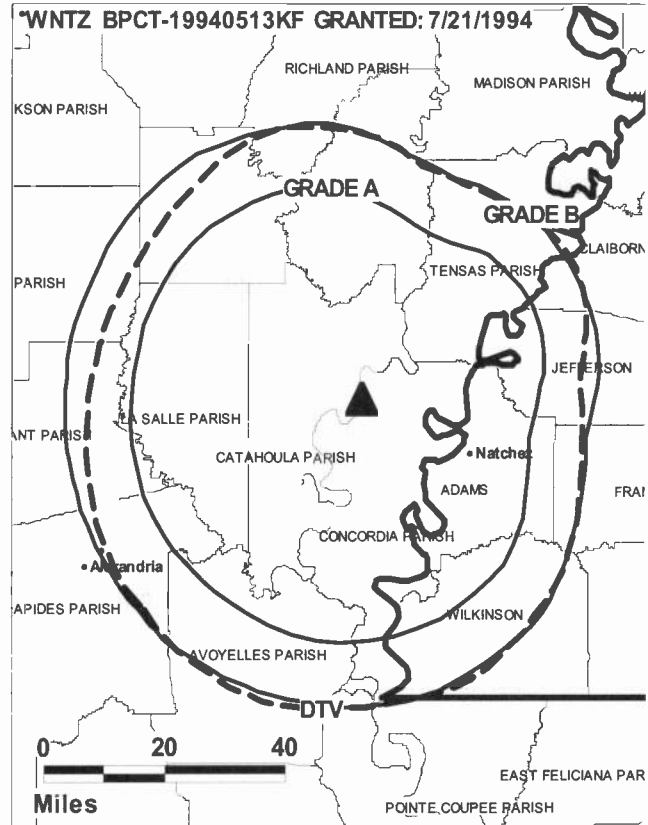 *WNTZ BPCT-19940513KF GRANTED: 7/21/1994
RICHLAND PARISH
MADISON PARISH
KSON PARISH
GRADE A
GRADE B
CLAIBORN
TENSAS PARISH
PARISH
JEFFERSON
LA SALLE PARISH
ANT PARISH
CATAHOULA PARISH
Natchez
ADAMS
FRAN
CONCORDIA PARISH
Alexandria
APIDES PARISH
WILKINSON
AVOYELLES PARISH
DTV
0 20 40
EAST FELICIANA PAR
Miles
POINTE COUPEE PARISH